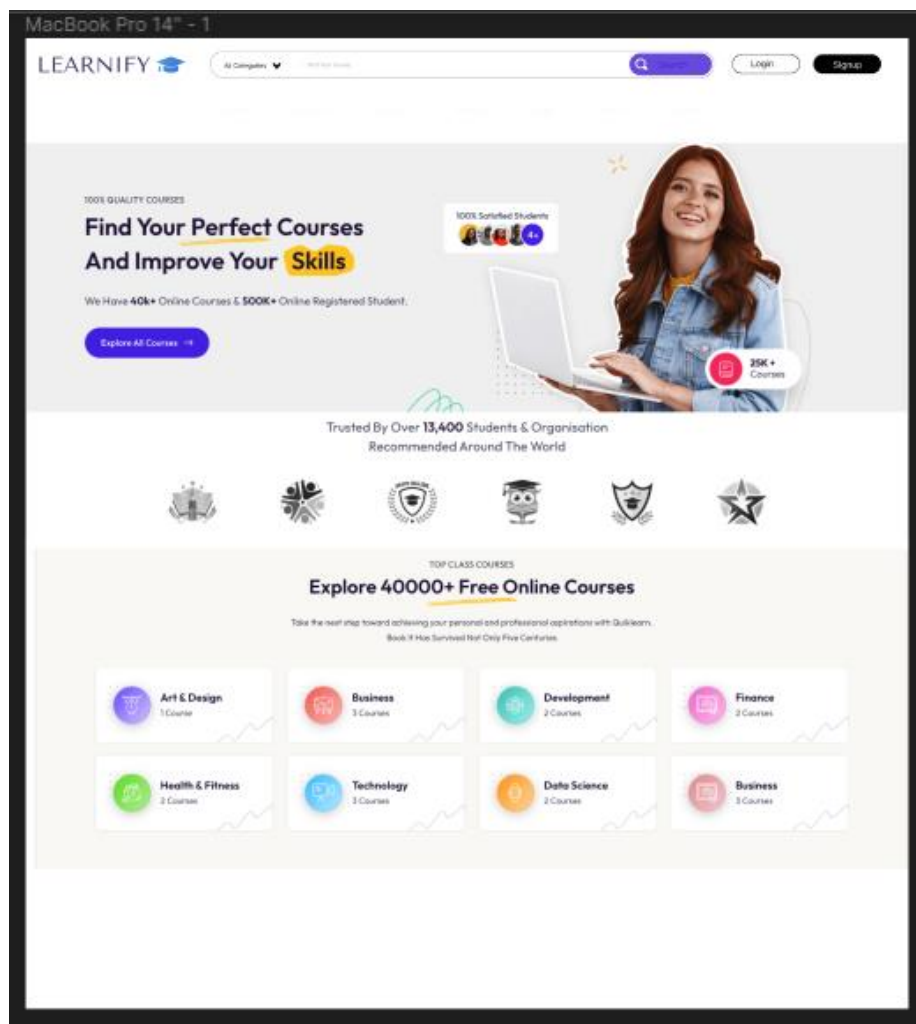 MacBook Pro 14" - 1
LEARNIFY
All Categories
Login
Signup
100% QUALITY COURSES
Find Your Perfect Courses
And Improve Your Skills
We Have 40k+ Online Courses & 500K+ Online Registered Student.
Explore All Courses →
100% Satisfied Students
4+
25K +
Courses
Trusted By Over 13,400 Students & Organisation
Recommended Around The World
TOP CLASS COURSES
Explore 40000+ Free Online Courses
Take the next step toward achieving your personal and professional aspirations with Quiklearn.
Book It Has Survived Not Only Five Centuries.
Art & Design
1 Course
Business
3 Courses
Development
2 Courses
Finance
2 Courses
Health & Fitness
2 Courses
Technology
3 Courses
Data Science
2 Courses
Business
3 Courses